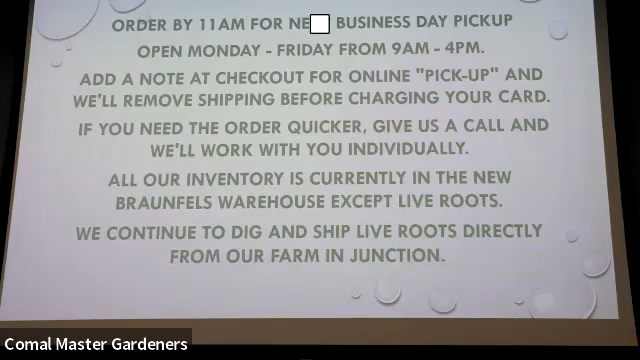 ORDER BY 11AM FOR NE BUSINESS DAY PICKUP
OPEN MONDAY - FRIDAY FROM 9AM - 4PM.
ADD A NOTE AT CHECKOUT FOR ONLINE "PICK-UP" AND
WE'LL REMOVE SHIPPING BEFORE CHARGING YOUR CARD.
IF YOU NEED THE ORDER QUICKER, GIVE US A CALL AND
WE'LL WORK WITH YOU INDIVIDUALLY.
ALL OUR INVENTORY IS CURRENTLY IN THE NEW
BRAUNFELS WAREHOUSE EXCEPT LIVE ROOTS.
WE CONTINUE TO DIG AND SHIP LIVE ROOTS DIRECTLY
FROM OUR FARM IN JUNCTION.
Comal Master Gardeners